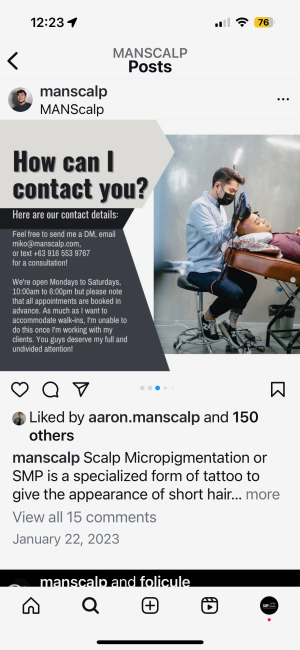 12:23
76
MANSCALP
Posts
manscalp
MANScalp
How can I
contact you?
Here are our contact details:
Feel free to send me a DM, email
miko@manscalp.com,
or text +63 916 553 9767
for a consultation!
We're open Mondays to Saturdays,
10:00am to 6:00pm but please note
that all appointments are booked in
advance. As much as I want to
accommodate walk-ins, I'm unable to
do this once I'm working with my
clients. You guys deserve my full and
undivided attention!
Liked by aaron.manscalp and 150
others
manscalp Scalp Micropigmentation or
SMP is a specialized form of tattoo to
give the appearance of short hair... more
View all 15 comments
January 22, 2023
manscalp and folicule